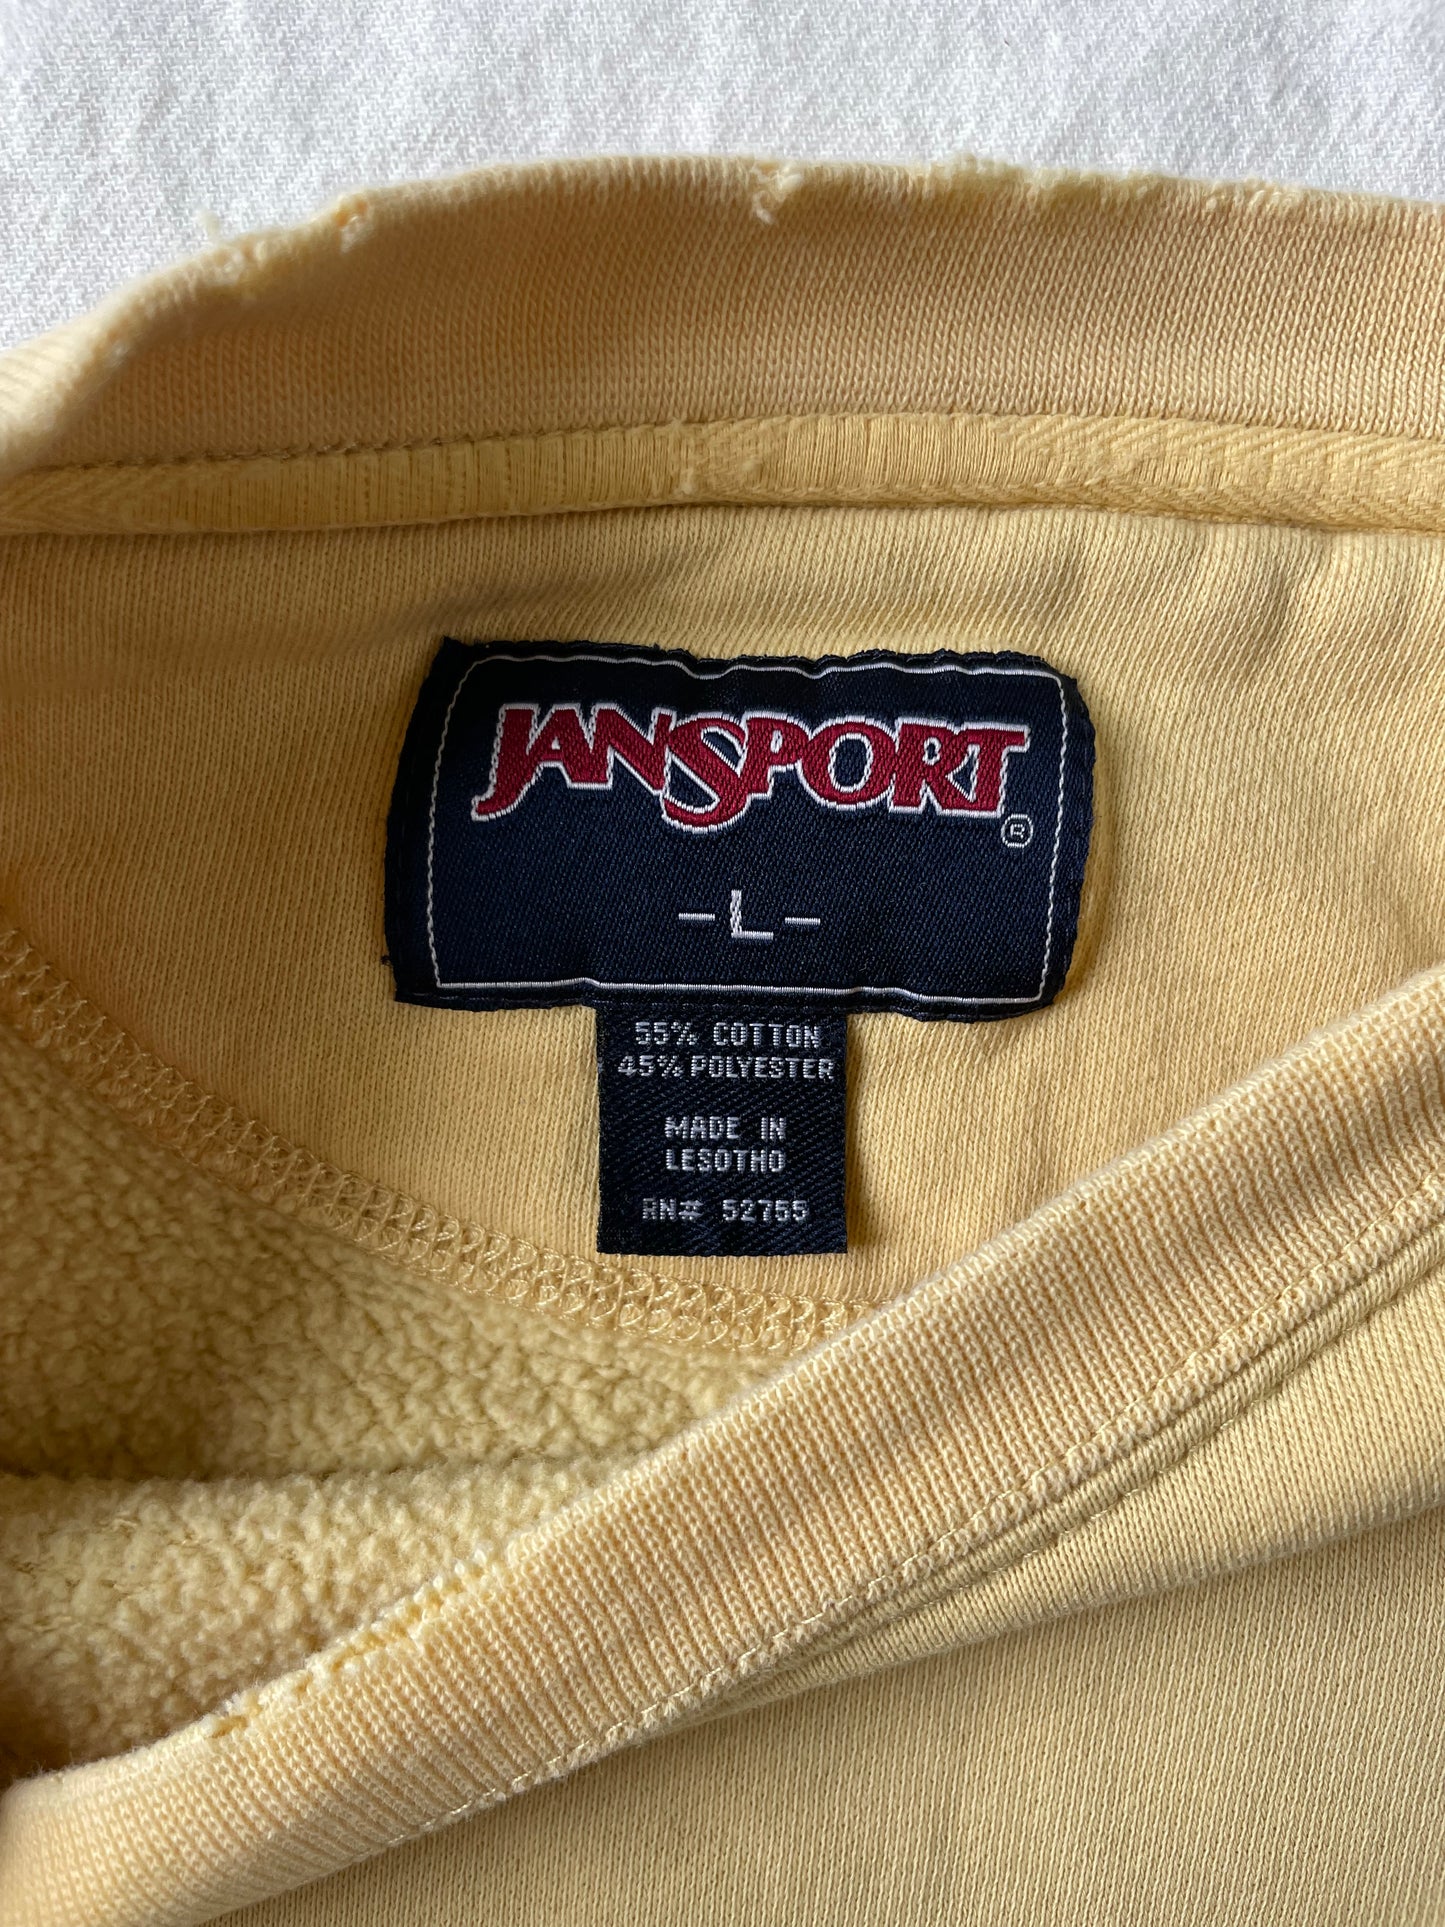 JANSPORT®
-L-
55% COTTON
45% POLYESTER
MADE IN
LESOTHO
RN# 52755